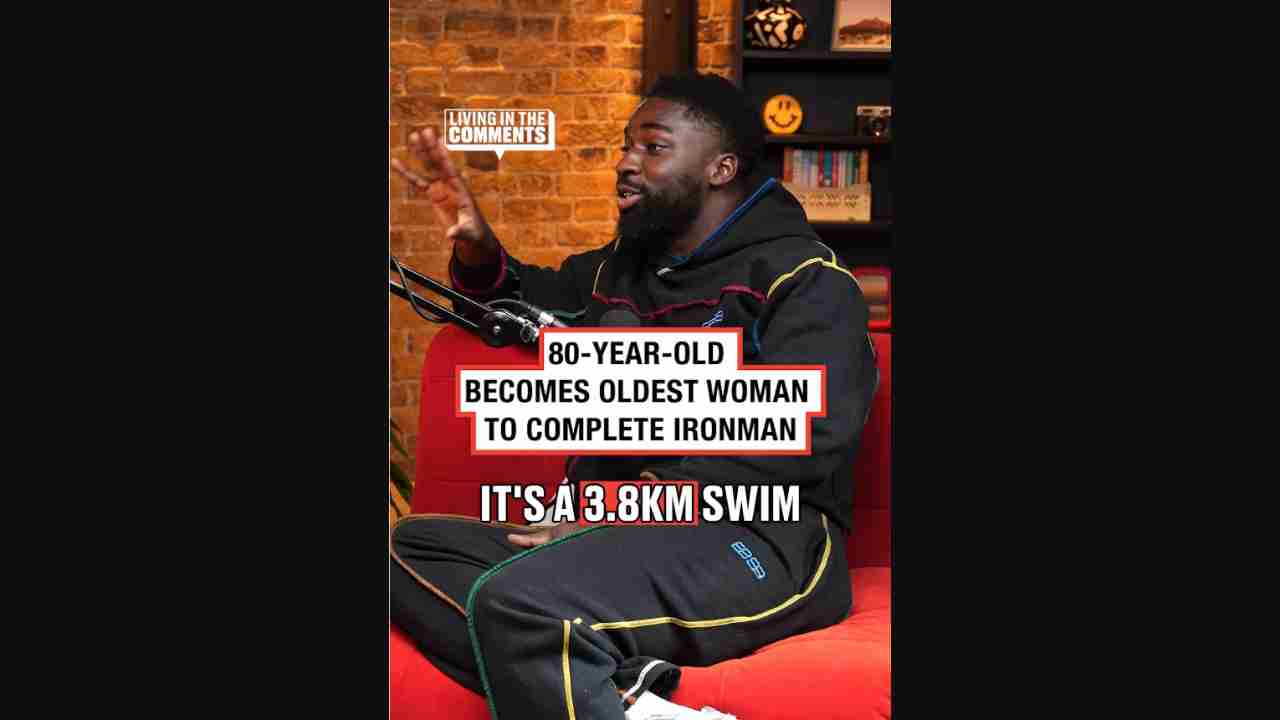 LIVING IN THE
COMMENTS
80-YEAR-OLD
BECOMES OLDEST WOMAN
TO COMPLETE IRONMAN
IT'S A 3.8KM SWIM